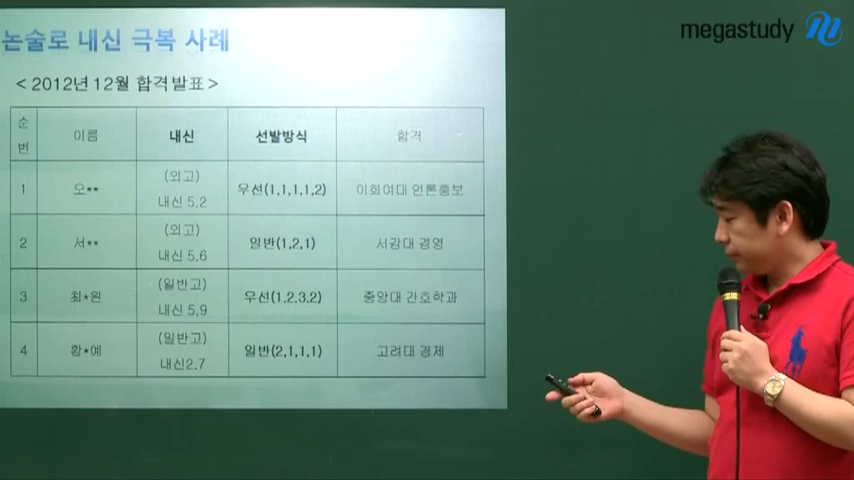 논술로 내신 극복 사례
megastudy
< 2012년 12월 합격발표 >
순번 이름 내신 선발방식 합격
1 오** (외고) 내신 5.2 우선(1,1,1,1,2) 이화여대 언론홍보
2 서** (외고) 내신 5.6 일반(1,2,1) 서강대 경영
3 최*원 (일반고) 내신 5.9 우선(1,2,3,2) 중앙대 간호학과
4 황*예 (일반고) 내신2.7 일반(2,1,1,1) 고려대 경제